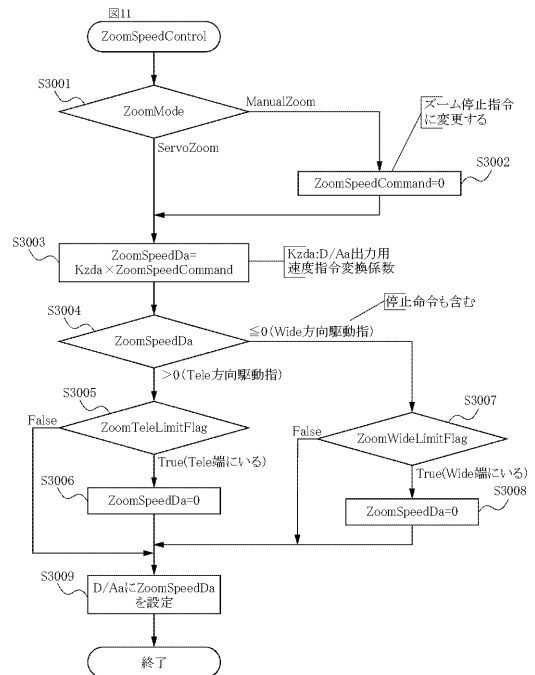 図11
ZoomSpeedControl
S3001
ZoomMode
ManualZoom
ServoZoom
ズーム停止指令
に変更する
S3002
ZoomSpeedCommand=0
S3003
ZoomSpeedDa=
Kzda×ZoomSpeedCommand
Kzda:D/Aa出力用
速度指令変換係数
S3004
ZoomSpeedDa
≦0(Wide方向駆動指)
停止命令も含む
>0(Tele方向駆動指)
S3005
False
ZoomTeleLimitFlag
True(Tele端にいる)
S3006
ZoomSpeedDa=0
S3007
False
ZoomWideLimitFlag
True(Wide端にいる)
S3008
ZoomSpeedDa=0
S3009
D/AaにZoomSpeedDa
を設定
終了